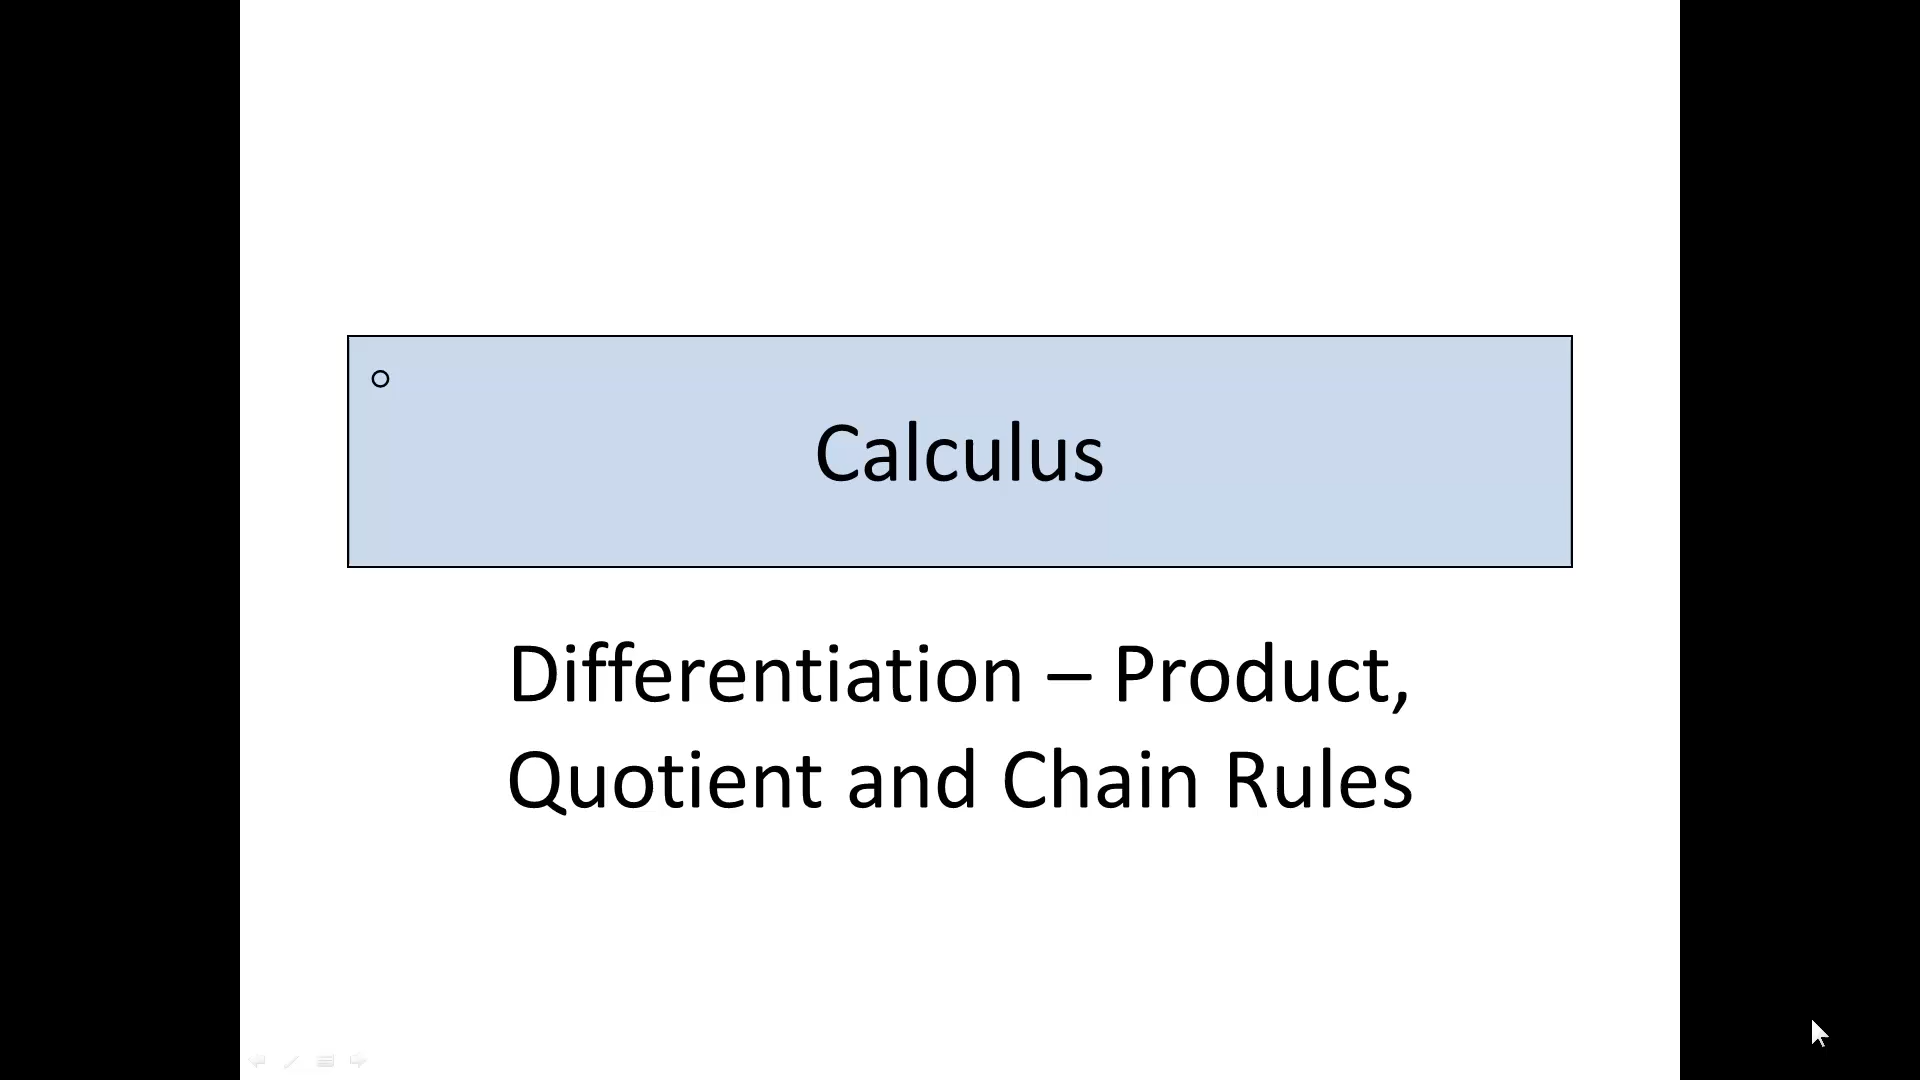 Calculus
Differentiation – Product,
Quotient and Chain Rules